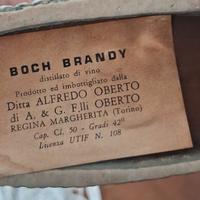 BOCH BRANDY
distillato di vino
Prodotto ed imbottigliato dalla
Ditta ALFREDO OBERTO
di A. & G. F.lli OBERTO
REGINA MARGHERITA (Torino)
Cap. Cl. 50 - Gradi 42°
Licenza UTIF N. 108